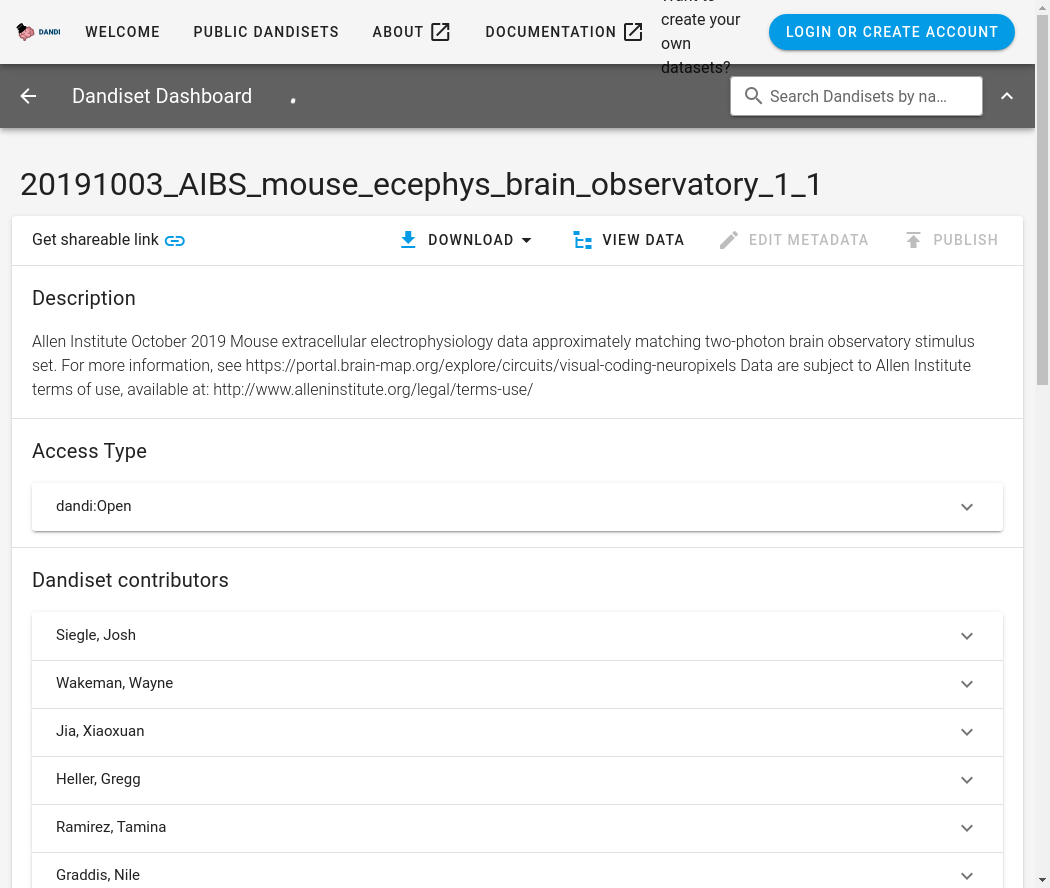 DANDI WELCOME PUBLIC DANDISETS ABOUT DOCUMENTATION
create your
own
datasets?
LOGIN OR CREATE ACCOUNT
Dandiset Dashboard
Search Dandisets by na...
20191003_AIBS_mouse_ecephys_brain_observatory_1_1
Get shareable link DOWNLOAD VIEW DATA EDIT METADATA PUBLISH
Description
Allen Institute October 2019 Mouse extracellular electrophysiology data approximately matching two-photon brain observatory stimulus
set. For more information, see https://portal.brain-map.org/explore/circuits/visual-coding-neuropixels Data are subject to Allen Institute
terms of use, available at: http://www.alleninstitute.org/legal/terms-use/
Access Type
dandi:Open
Dandiset contributors
Siegle, Josh
Wakeman, Wayne
Jia, Xiaoxuan
Heller, Gregg
Ramirez, Tamina
Graddis, Nile